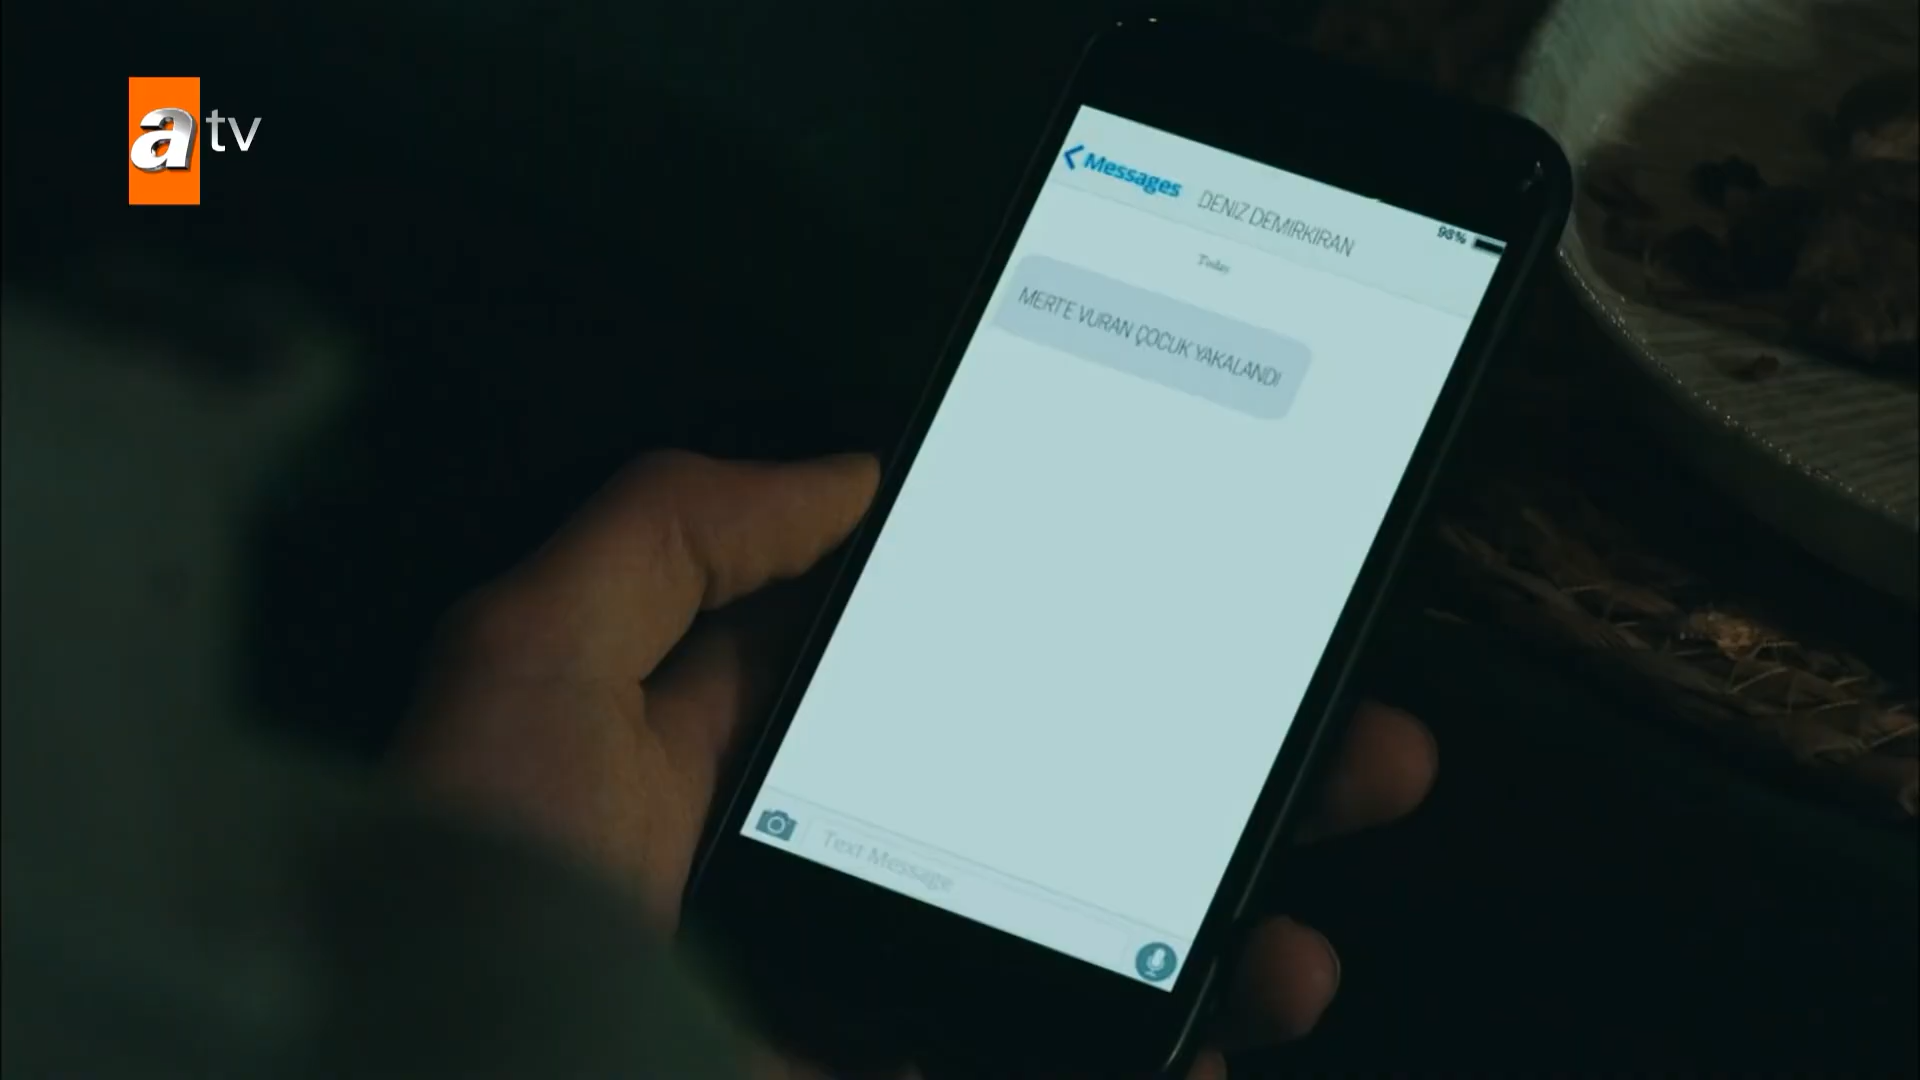 atv
Messages
DENIZ DEMIRKIRAN
98%
Today
MERT'E VURAN ÇOCUK YAKALANDI
Text Message